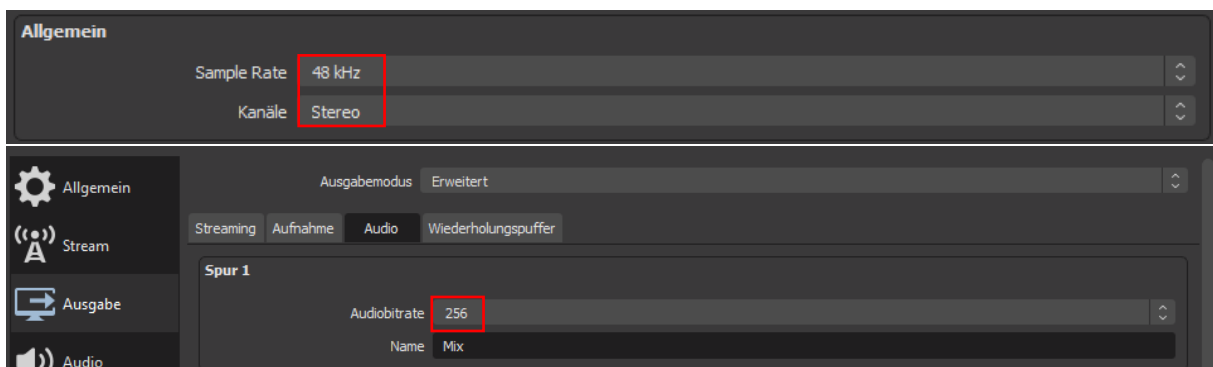 Allgemein
Sample Rate 48 kHz
Kanäle Stereo
Allgemein
Ausgabemodus Erweitert
Stream
Streaming Aufnahme Audio Wiederholungspuffer
Spur 1
Ausgabe
Audiobitrate 256
Name Mix
Audio